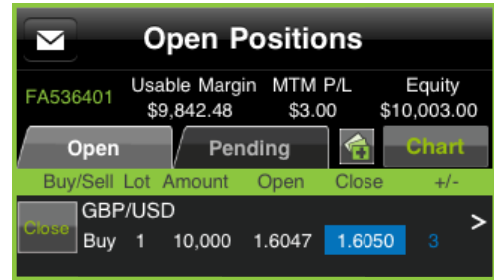 Open Positions
FA536401 Usable Margin MTM P/L Equity
$9,842.48 $3.00 $10,003.00
Open Pending Chart
Buy/Sell Lot Amount Open Close +/-
GBP/USD
Close Buy 1 10,000 1.6047 1.6050 3 >